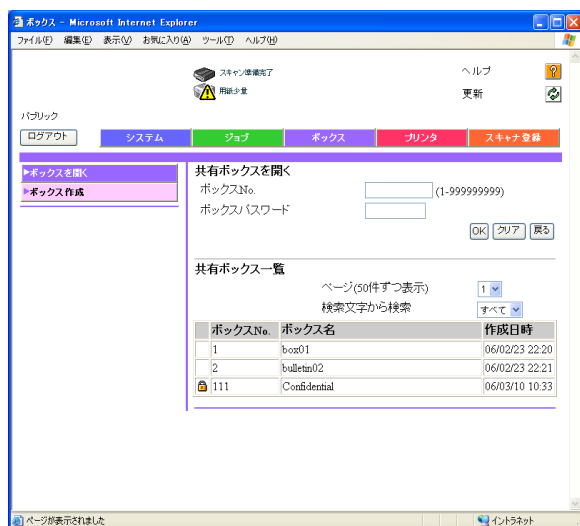 ボックス - Microsoft Internet Explorer
ファイル(F) 編集(E) 表示(V) お気に入り(A) ツール(T) ヘルプ(H)
スキャン準備完了
ヘルプ
用紙少量
更新
パブリック
ログアウト
システム
ジョブ
ボックス
プリンタ
スキャナ登録
ボックスを開く
ボックス作成
共有ボックスを開く
ボックスNo. (1-999999999)
ボックスパスワード
OK クリア 戻る
共有ボックス一覧
ページ(50件ずつ表示) 1
検索文字から検索 すべて
ボックスNo. ボックス名 作成日時
1 box01 06/02/23 22:20
2 bulletin02 06/02/23 22:21
111 Confidential 06/03/10 10:33
ページが表示されました
イントラネット